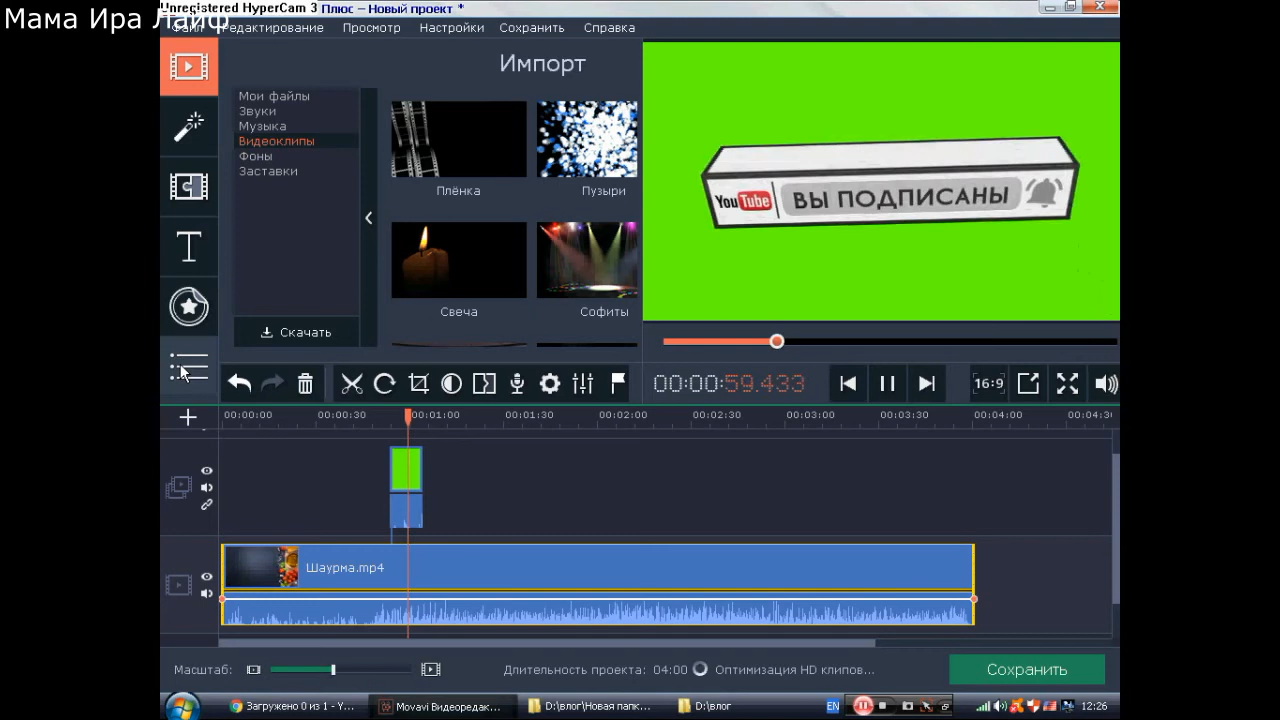 Unregistered HyperCam 3 Плюс – Новый проект *
Мама Ира Лайф
Файл Редактирование Просмотр Настройки Сохранить Справка
Импорт
Мои файлы
Звуки
Музыка
Видеоклипы
Фоны
Заставки
Скачать
Плёнка Пузыри
Свеча Софиты
YouTube ВЫ ПОДПИСАНЫ
00:00:59.433
16:9
00:00:00 00:00:30 00:01:00 00:01:30 00:02:00 00:02:30 00:03:00 00:03:30 00:04:00 00:04:30
Шаурма.mp4
Масштаб: Длительность проекта: 04:00 Оптимизация HD клипов... Сохранить
Загружено 0 из 1 - Y... Movavi Видеоредак... D:\влог\Новая папк... D:\влог EN 12:26